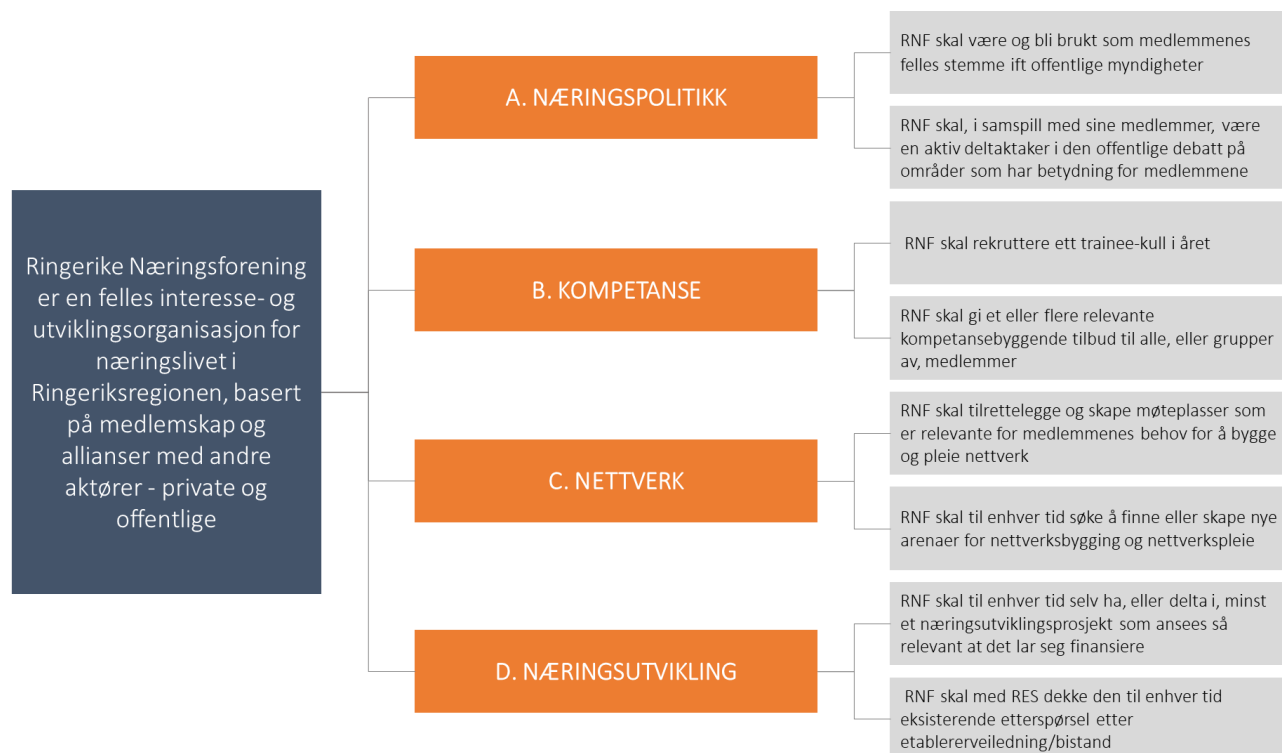 Ringerike Næringsforening
er en felles interesse- og
utviklingsorganisasjon for
næringslivet i
Ringeriksregionen, basert
på medlemskap og
allianser med andre
aktører - private og
offentlige
A. NÆRINGSPOLITIKK
RNF skal være og bli brukt som medlemmenes
felles stemme ift offentlige myndigheter
RNF skal, i samspill med sine medlemmer, være
en aktiv deltaktaker i den offentlige debatt på
områder som har betydning for medlemmene
B. KOMPETANSE
RNF skal rekruttere ett trainee-kull i året
RNF skal gi et eller flere relevante
kompetansebyggende tilbud til alle, eller grupper
av, medlemmer
C. NETTVERK
RNF skal tilrettelegge og skape møteplasser som
er relevante for medlemmenes behov for å bygge
og pleie nettverk
RNF skal til enhver tid søke å finne eller skape nye
arenaer for nettverksbygging og nettverkspleie
D. NÆRINGSUTVIKLING
RNF skal til enhver tid selv ha, eller delta i, minst
et næringsutviklingsprosjekt som ansees så
relevant at det lar seg finansiere
RNF skal med RES dekke den til enhver tid
eksisterende etterspørsel etter
etablererveiledning/bistand